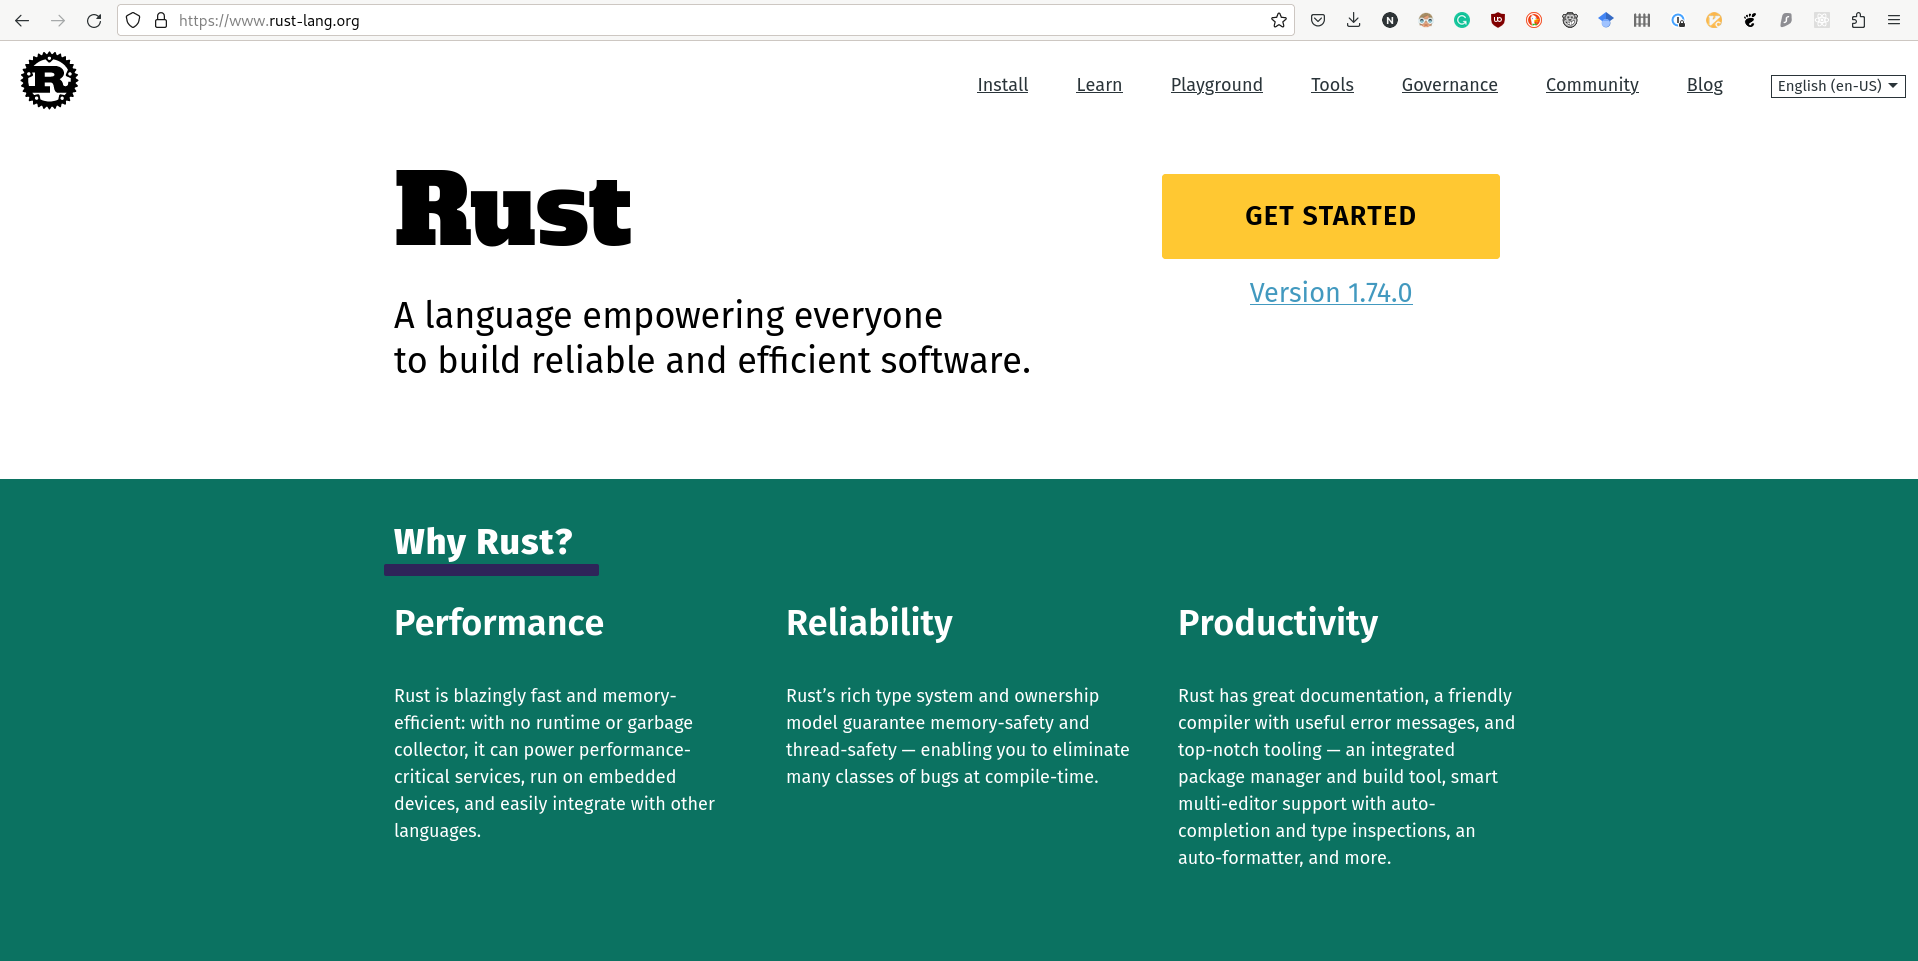 https://www.rust-lang.org
Install Learn Playground Tools Governance Community Blog English (en-US)
Rust
GET STARTED
Version 1.74.0
A language empowering everyone
to build reliable and efficient software.
Why Rust?
Performance
Rust is blazingly fast and memory-
efficient: with no runtime or garbage
collector, it can power performance-
critical services, run on embedded
devices, and easily integrate with other
languages.
Reliability
Rust’s rich type system and ownership
model guarantee memory-safety and
thread-safety — enabling you to eliminate
many classes of bugs at compile-time.
Productivity
Rust has great documentation, a friendly
compiler with useful error messages, and
top-notch tooling — an integrated
package manager and build tool, smart
multi-editor support with auto-
completion and type inspections, an
auto-formatter, and more.